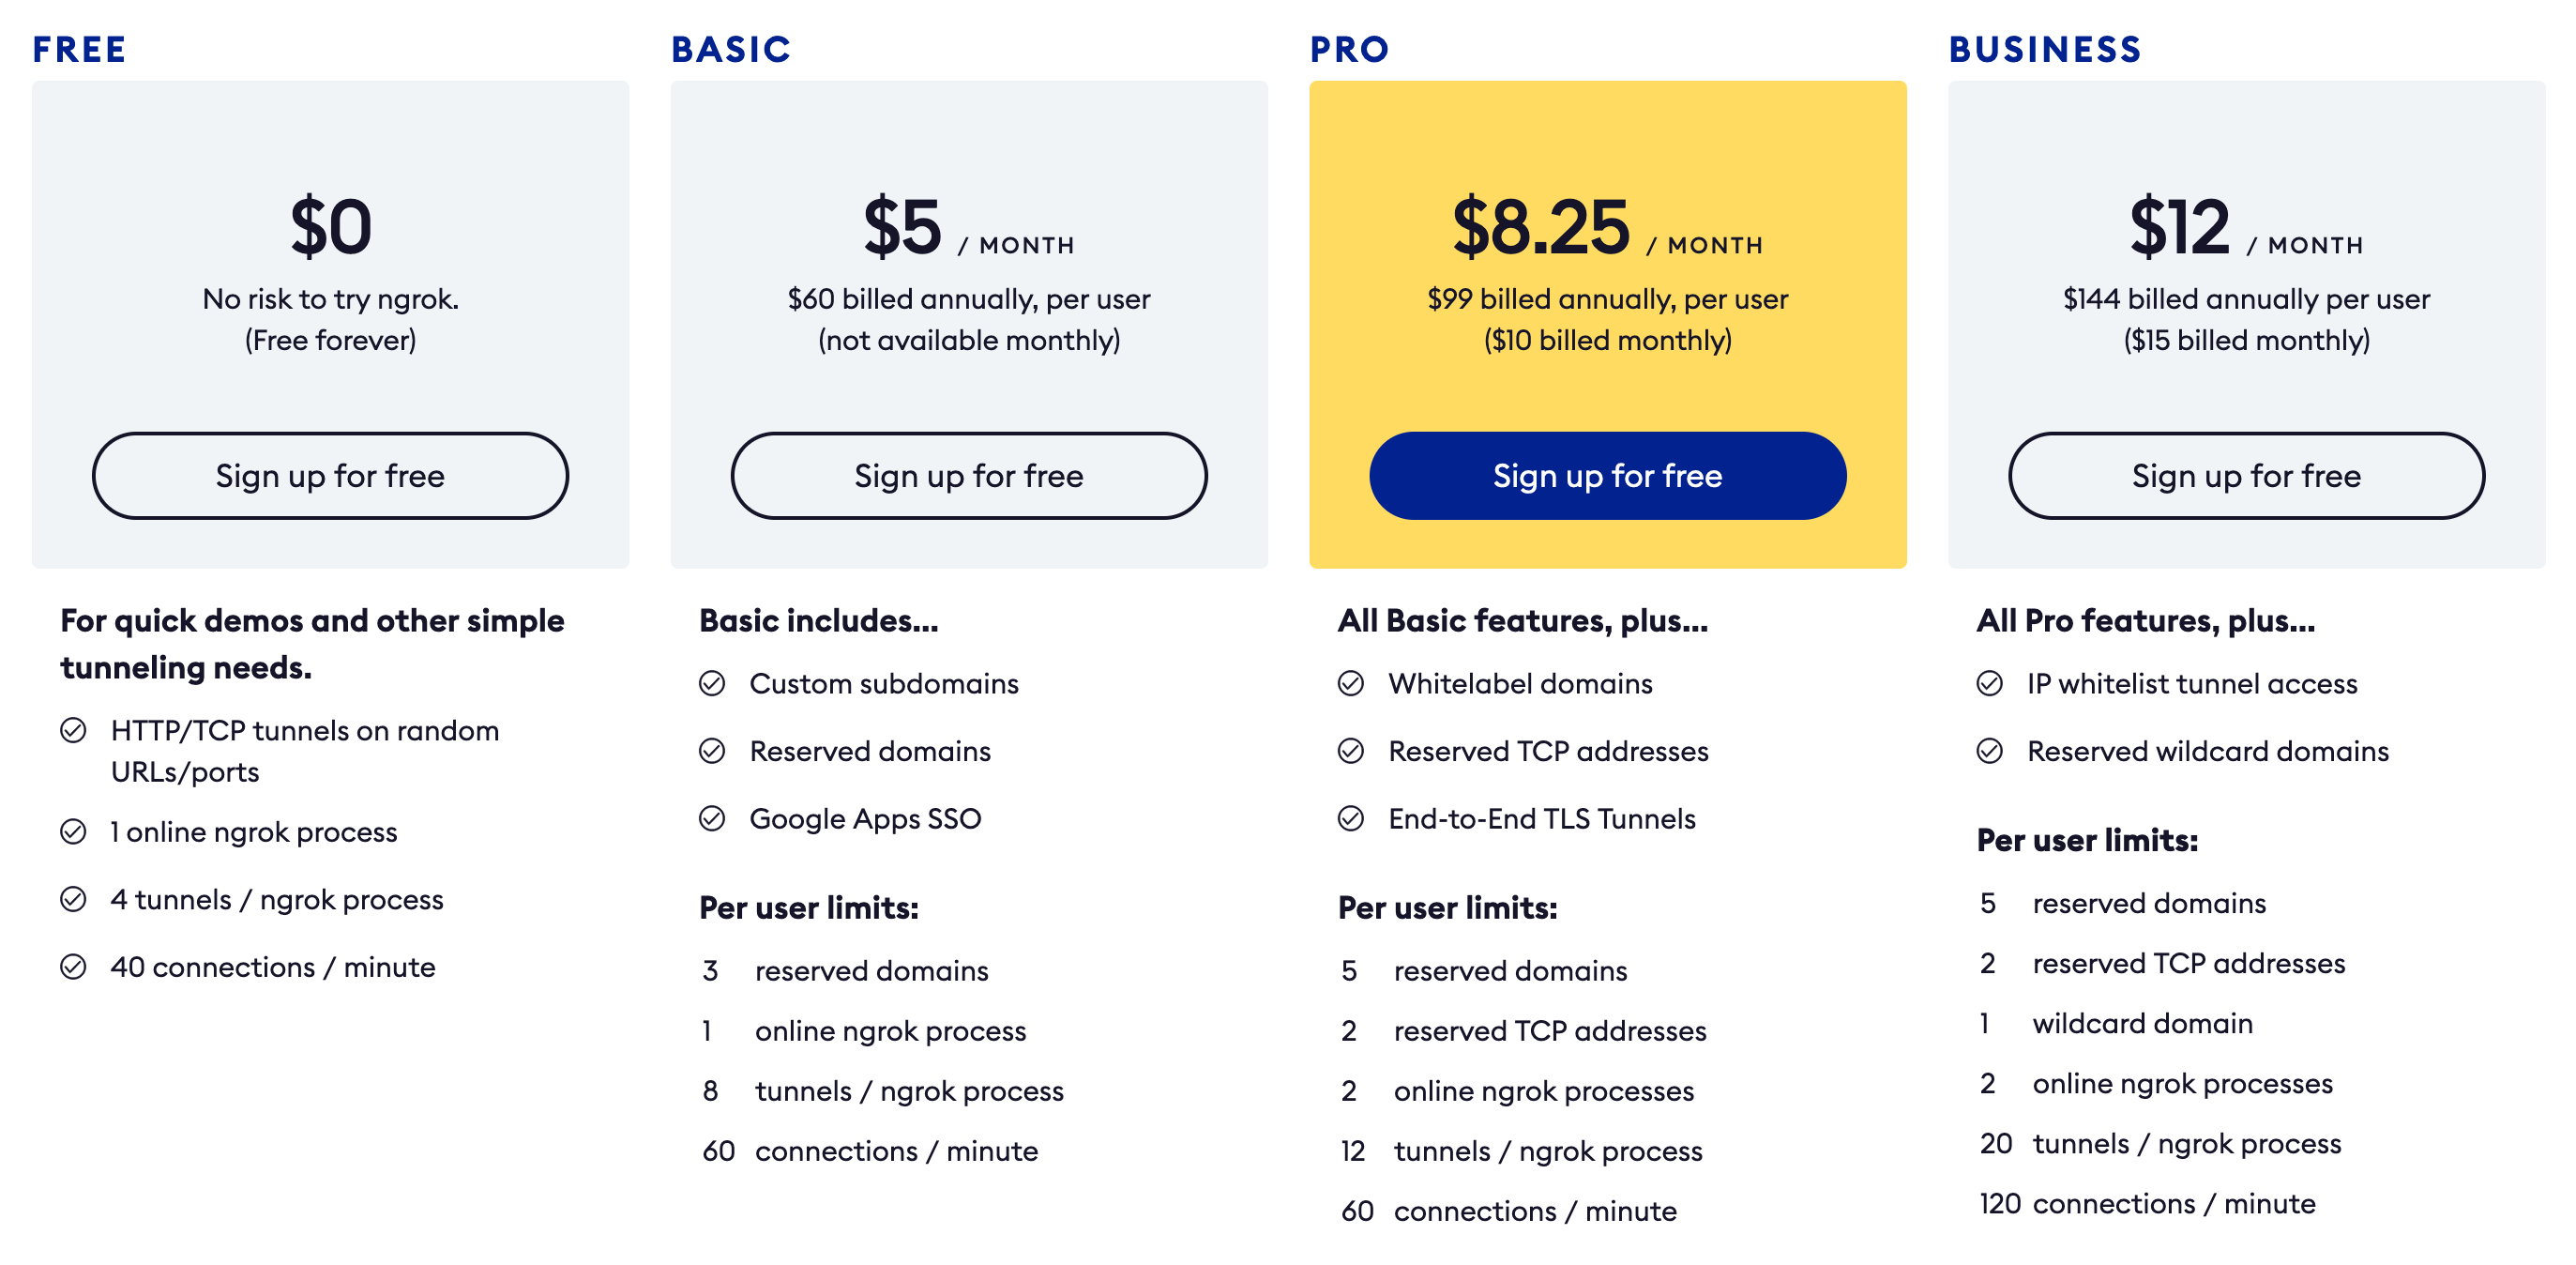 FREE
$0
No risk to try ngrok.
(Free forever)
Sign up for free
For quick demos and other simple
tunneling needs.
HTTP/TCP tunnels on random
URLs/ports
1 online ngrok process
4 tunnels / ngrok process
40 connections / minute
BASIC
$5 / MONTH
$60 billed annually, per user
(not available monthly)
Sign up for free
Basic includes...
Custom subdomains
Reserved domains
Google Apps SSO
Per user limits:
3 reserved domains
1 online ngrok process
8 tunnels / ngrok process
60 connections / minute
PRO
$8.25 / MONTH
$99 billed annually, per user
($10 billed monthly)
Sign up for free
All Basic features, plus...
Whitelabel domains
Reserved TCP addresses
End-to-End TLS Tunnels
Per user limits:
5 reserved domains
2 reserved TCP addresses
2 online ngrok processes
12 tunnels / ngrok process
60 connections / minute
BUSINESS
$12 / MONTH
$144 billed annually per user
($15 billed monthly)
Sign up for free
All Pro features, plus...
IP whitelist tunnel access
Reserved wildcard domains
Per user limits:
5 reserved domains
2 reserved TCP addresses
1 wildcard domain
2 online ngrok processes
20 tunnels / ngrok process
120 connections / minute